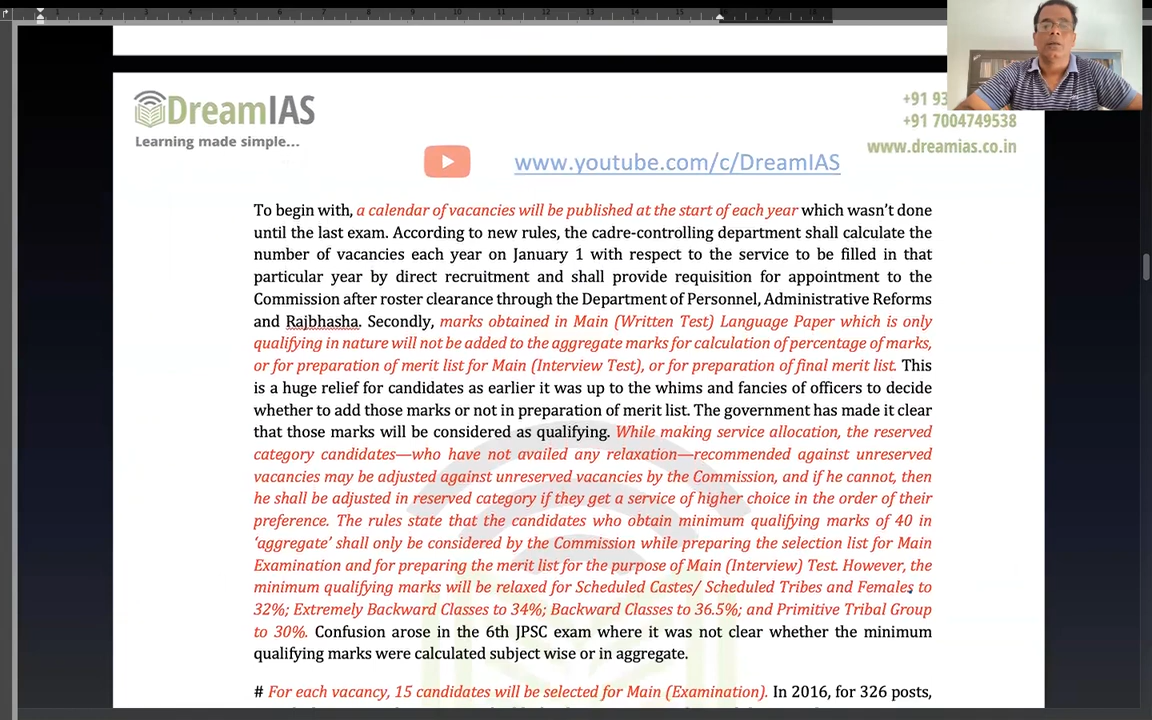 DreamIAS
Learning made simple...
+91 93
+91 7004749538
www.dreamias.co.in
www.youtube.com/c/DreamIAS
To begin with, a calendar of vacancies will be published at the start of each year which wasn't done
until the last exam. According to new rules, the cadre-controlling department shall calculate the
number of vacancies each year on January 1 with respect to the service to be filled in that
particular year by direct recruitment and shall provide requisition for appointment to the
Commission after roster clearance through the Department of Personnel, Administrative Reforms
and Rajbhasha. Secondly, marks obtained in Main (Written Test) Language Paper which is only
qualifying in nature will not be added to the aggregate marks for calculation of percentage of marks,
or for preparation of merit list for Main (Interview Test), or for preparation of final merit list. This
is a huge relief for candidates as earlier it was up to the whims and fancies of officers to decide
whether to add those marks or not in preparation of merit list. The government has made it clear
that those marks will be considered as qualifying. While making service allocation, the reserved
category candidates—who have not availed any relaxation—recommended against unreserved
vacancies may be adjusted against unreserved vacancies by the Commission, and if he cannot, then
he shall be adjusted in reserved category if they get a service of higher choice in the order of their
preference. The rules state that the candidates who obtain minimum qualifying marks of 40 in
'aggregate' shall only be considered by the Commission while preparing the selection list for Main
Examination and for preparing the merit list for the purpose of Main (Interview) Test. However, the
minimum qualifying marks will be relaxed for Scheduled Castes/ Scheduled Tribes and Females to
32%; Extremely Backward Classes to 34%; Backward Classes to 36.5%; and Primitive Tribal Group
to 30%. Confusion arose in the 6th JPSC exam where it was not clear whether the minimum
qualifying marks were calculated subject wise or in aggregate.
# For each vacancy, 15 candidates will be selected for Main (Examination). In 2016, for 326 posts,